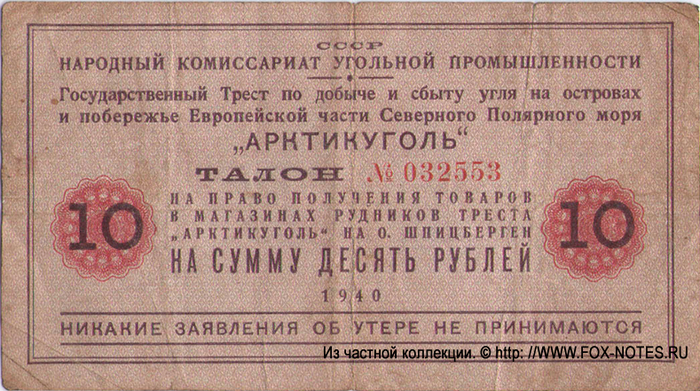 СССР
НАРОДНЫЙ КОМИССАРИАТ УГОЛЬНОЙ ПРОМЫШЛЕННОСТИ
Государственный Трест по добыче и сбыту угля на островах
и побережье Европейской части Северного Полярного моря
„АРКТИКУГОЛЬ“
ТАЛОН № 032553
НА ПРАВО ПОЛУЧЕНИЯ ТОВАРОВ
В МАГАЗИНАХ РУДНИКОВ ТРЕСТА
„АРКТИКУГОЛЬ“ НА О. ШПИЦБЕРГЕН
10
10
НА СУММУ ДЕСЯТЬ РУБЛЕЙ
1940
НИКАКИЕ ЗАЯВЛЕНИЯ ОБ УТЕРЕ НЕ ПРИНИМАЮТСЯ
Из частной коллекции. © http: //WWW.FOX-NOTES.RU